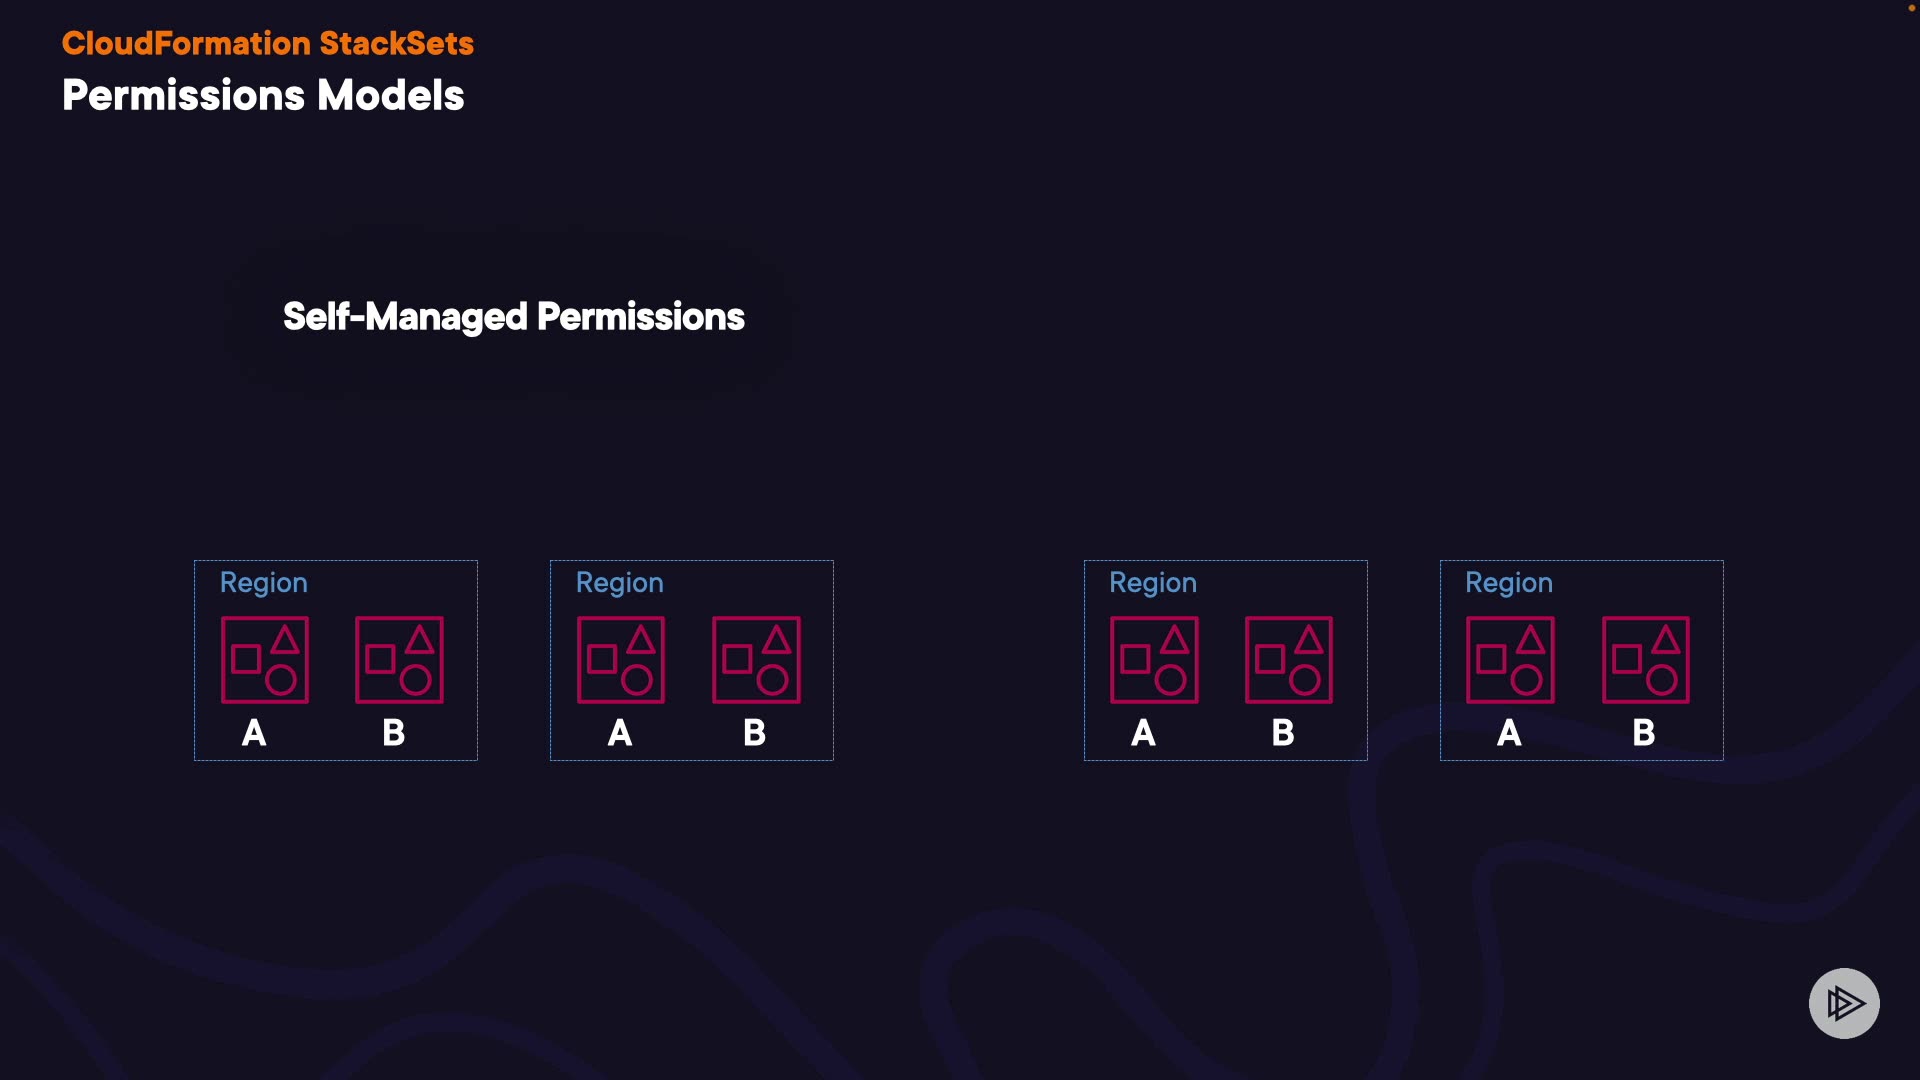 CloudFormation StackSets
Permissions Models
Self-Managed Permissions
Region
A B
Region
A B
Region
A B
Region
A B